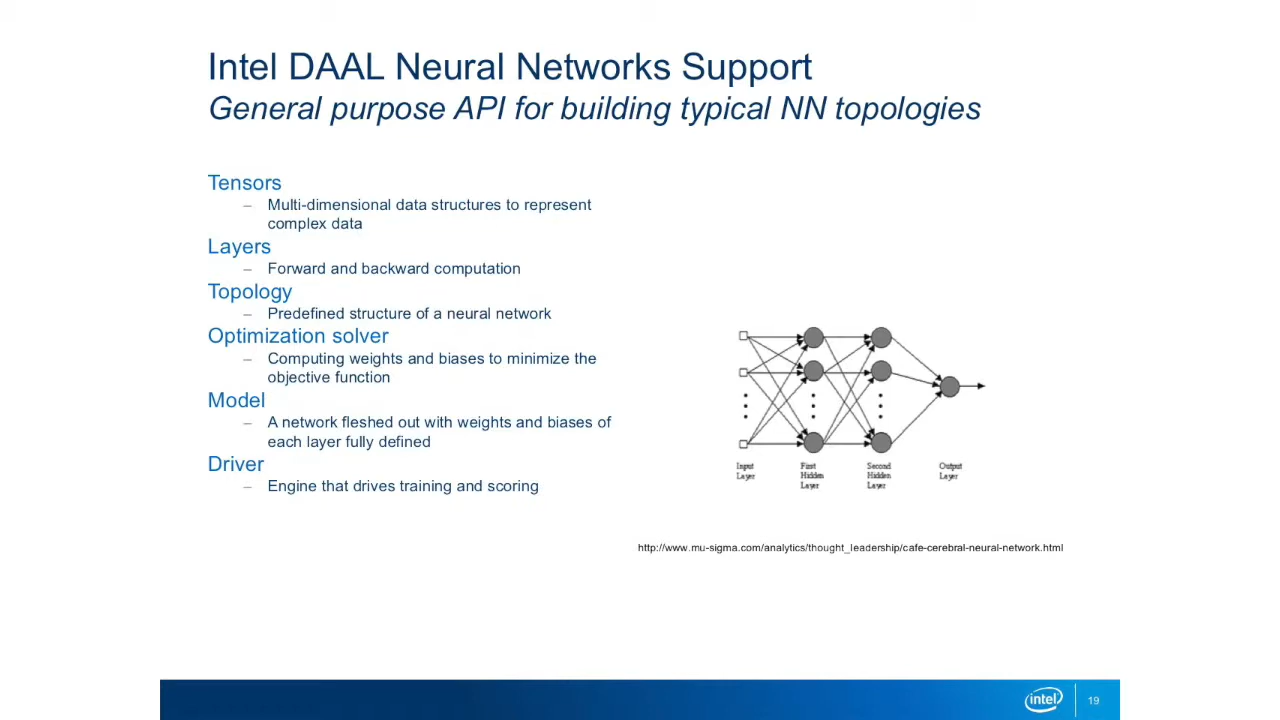 Intel DAAL Neural Networks Support
General purpose API for building typical NN topologies
Tensors
– Multi-dimensional data structures to represent
complex data
Layers
– Forward and backward computation
Topology
– Predefined structure of a neural network
Optimization solver
– Computing weights and biases to minimize the
objective function
Model
– A network fleshed out with weights and biases of
each layer fully defined
Driver
– Engine that drives training and scoring
Input
Layer
First
Hidden
Layer
Second
Hidden
Layer
Output
Layer
http://www.mu-sigma.com/analytics/thought_leadership/cafe-cerebral-neural-network.html
intel
19